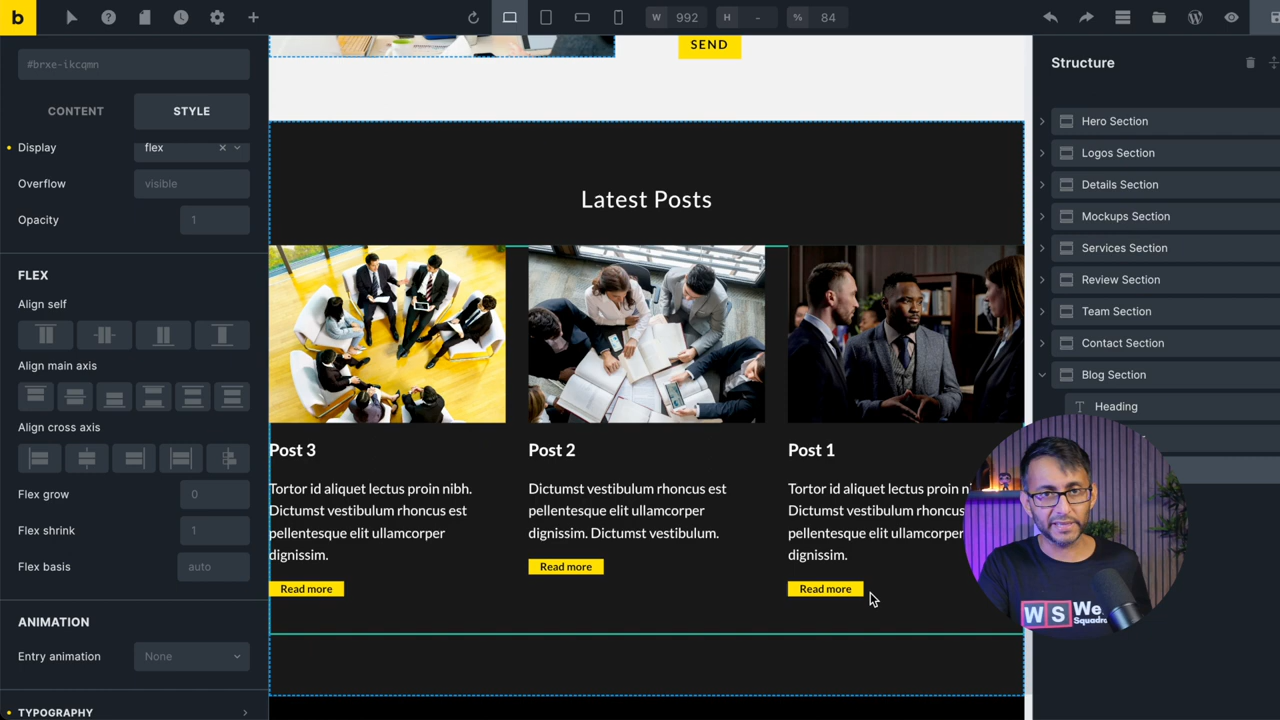 b
W 992 H - % 84
#brxe-ikcqmn
CONTENT STYLE
Display flex
Overflow visible
Opacity 1
FLEX
Align self
Align main axis
Align cross axis
Flex grow 0
Flex shrink 1
Flex basis auto
ANIMATION
Entry animation None
TYPOGRAPHY
SEND
Latest Posts
Post 3
Tortor id aliquet lectus proin nibh.
Dictumst vestibulum rhoncus est
pellentesque elit ullamcorper
dignissim.
Read more
Post 2
Dictumst vestibulum rhoncus est
pellentesque elit ullamcorper
dignissim. Dictumst vestibulum.
Read more
Post 1
Tortor id aliquet lectus proin n
Dictumst vestibulum rhoncus
pellentesque elit ullamcorper
dignissim.
Read more
Structure
Hero Section
Logos Section
Details Section
Mockups Section
Services Section
Review Section
Team Section
Contact Section
Blog Section
Heading
WS We
Squadr